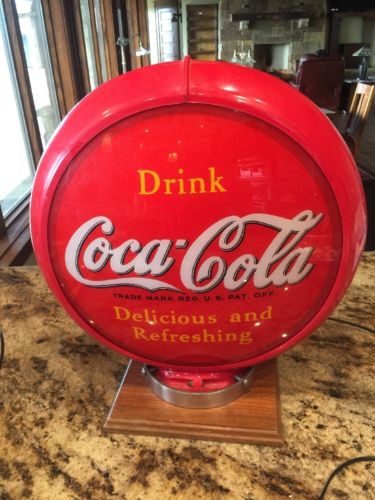 Drink
Coca-Cola
TRADE MARK REG. U.S. PAT. OFF.
Delicious and
Refreshing